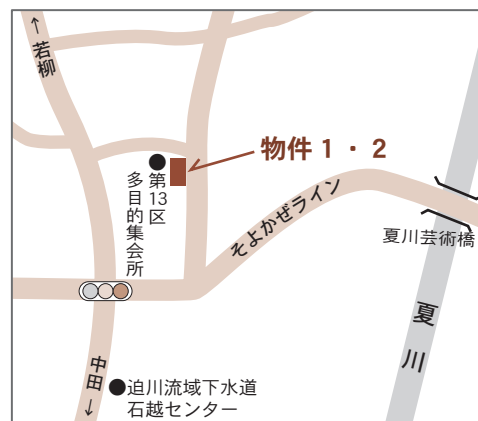 ↑若柳
物件 1 ・ 2
●第13区
多目的集会所
そよかぜライン
夏川芸術橋
夏川
中田↓
●迫川流域下水道
石越センター